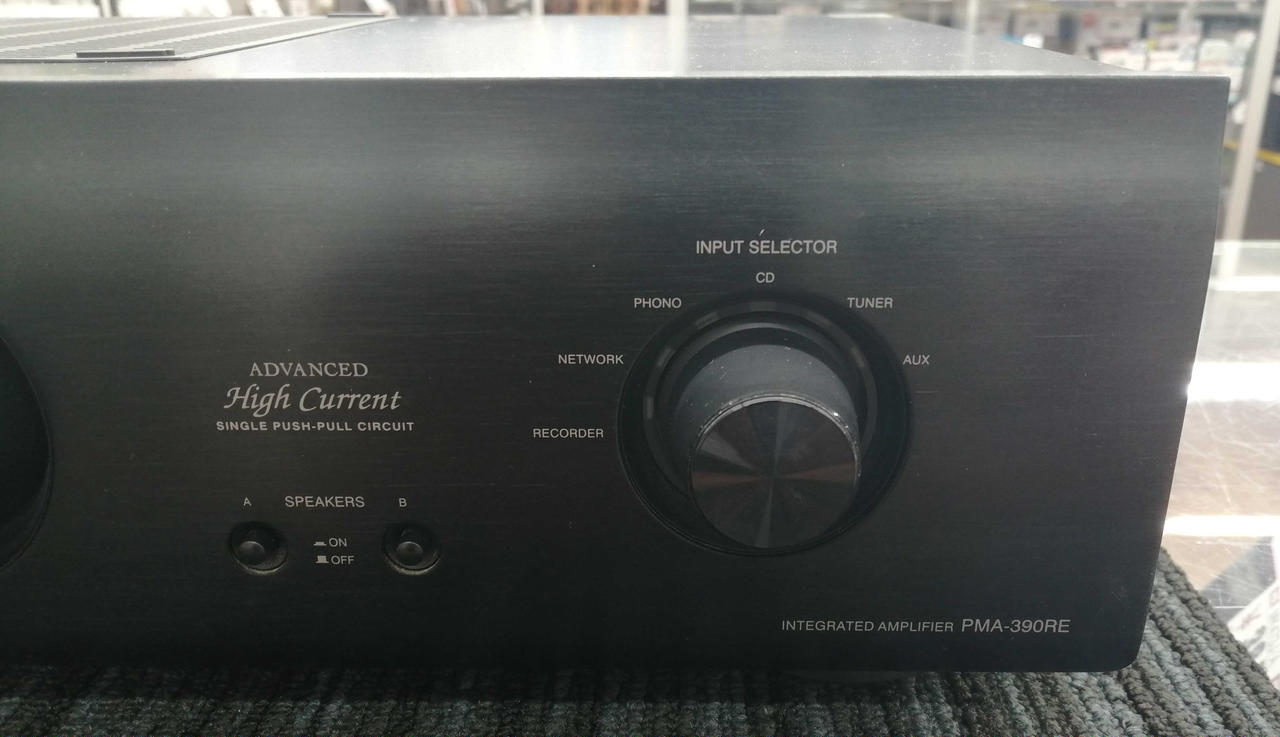 INPUT SELECTOR
CD
PHONO TUNER
NETWORK AUX
RECORDER
ADVANCED
High Current
SINGLE PUSH-PULL CIRCUIT
A SPEAKERS B
ON
OFF
INTEGRATED AMPLIFIER PMA-390RE